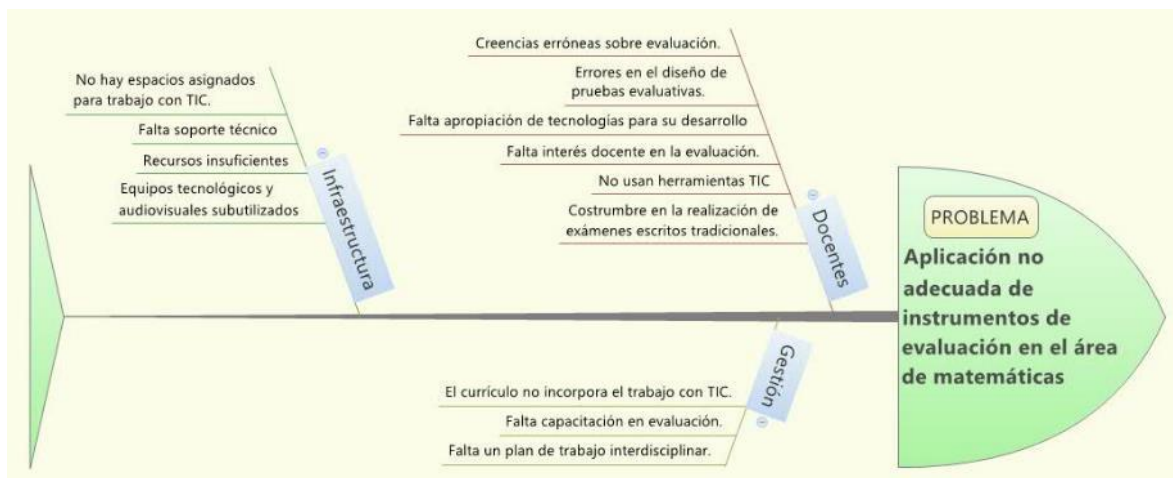 No hay espacios asignados
para trabajo con TIC.
Falta soporte técnico
Recursos insuficientes
Equipos tecnológicos y
audiovisuales subutilizados
Infraestructura
Creencias erróneas sobre evaluación.
Errores en el diseño de
pruebas evaluativas.
Falta apropiación de tecnologías para su desarrollo
Falta interés docente en la evaluación.
No usan herramientas TIC
Costumbre en la realización de
exámenes escritos tradicionales.
Docentes
El currículo no incorpora el trabajo con TIC.
Falta capacitación en evaluación.
Falta un plan de trabajo interdisciplinar.
Gestión
PROBLEMA
Aplicación no
adecuada de
instrumentos de
evaluación en el área
de matemáticas